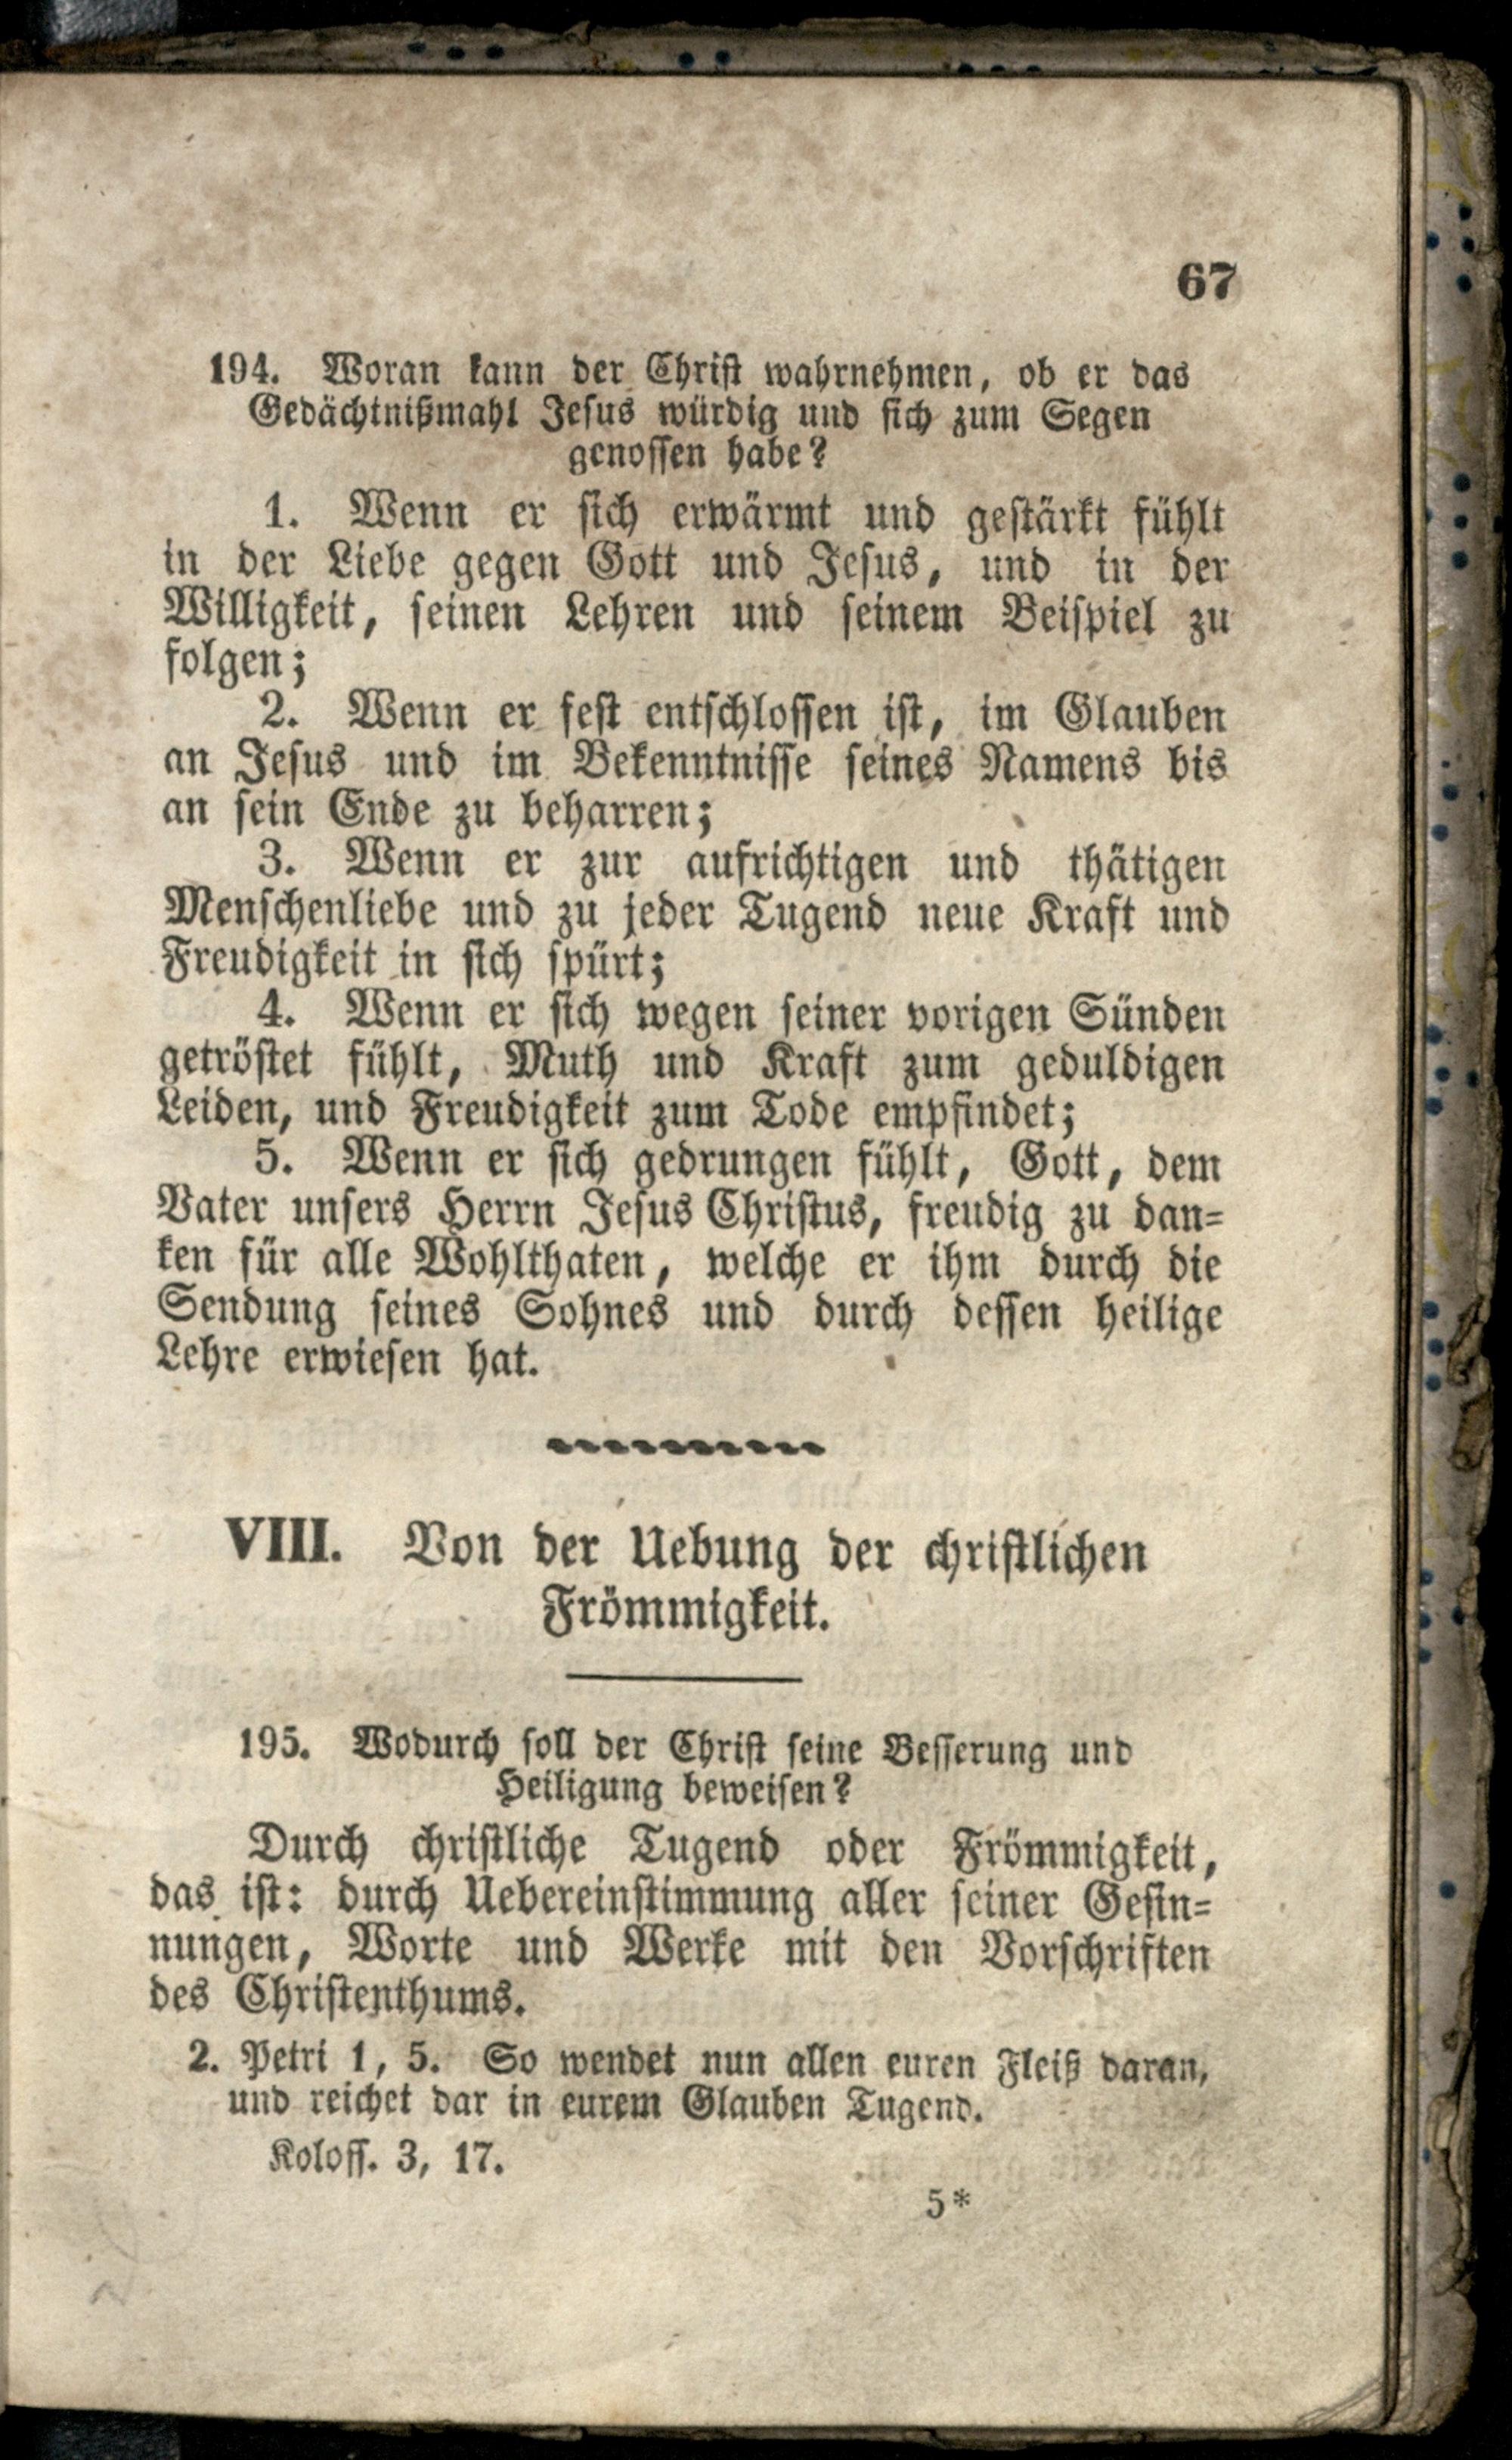 67
194. Woran kann der Christ wahrnehmen, ob er das
Gedächtnißmahl Jesus würdig und sich zum Segen
genossen habe?
1. Wenn er sich erwärmt und gestärkt fühlt
in der Liebe gegen Gott und Jesus, und in der
Willigkeit, seinen Lehren und seinem Beispiel zu
folgen;
2. Wenn er fest entschlossen ist, im Glauben
an Jesus und im Bekenntnisse seines Namens bis
an sein Ende zu beharren;
3. Wenn er zur aufrichtigen und thätigen
Menschenliebe und zu jeder Tugend neue Kraft und
Freudigkeit in sich spürt;
4. Wenn er sich wegen seiner vorigen Sünden
getröstet fühlt, Muth und Kraft zum geduldigen
Leiden, und Freudigkeit zum Tode empfindet;
5. Wenn er sich gedrungen fühlt, Gott, dem
Vater unsers Herrn Jesus Christus, freudig zu dan=
ken für alle Wohlthaten, welche er ihm durch die
Sendung seines Sohnes und durch dessen heilige
Lehre erwiesen hat.
VIII. Von der Uebung der christlichen
Frömmigkeit.
195. Wodurch soll der Christ seine Besserung und
Heiligung beweisen?
Durch christliche Tugend oder Frömmigkeit,
das ist: durch Uebereinstimmung aller seiner Gesin=
nungen, Worte und Werke mit den Vorschriften
des Christenthums.
2. Petri 1, 5. So wendet nun allen euren Fleiß daran,
und reichet dar in eurem Glauben Tugend.
Koloss. 3, 17.
5*